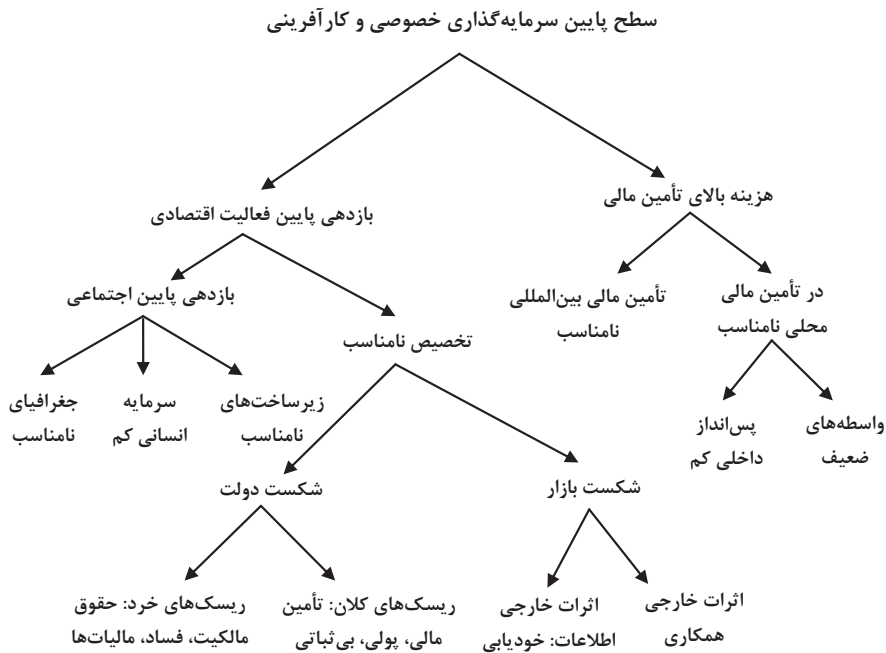 سطح پایین سرمایه‌گذاری خصوصی و کارآفرینی
هزینه بالای تأمین مالی
بازدهی پایین فعالیت اقتصادی
در تأمین مالی
محلی نامناسب
تأمین مالی بین‌المللی
نامناسب
تخصیص نامناسب
بازدهی پایین اجتماعی
واسطه‌های
ضعیف
پس‌انداز
داخلی کم
زیرساخت‌های
نامناسب
سرمایه
انسانی کم
جغرافیای
نامناسب
شکست بازار
شکست دولت
اثرات خارجی
همکاری
اثرات خارجی
اطلاعات: خودیابی
ریسک‌های کلان: تأمین
مالی، پولی، بی‌ثباتی
ریسک‌های خرد: حقوق
مالکیت، فساد، مالیات‌ها